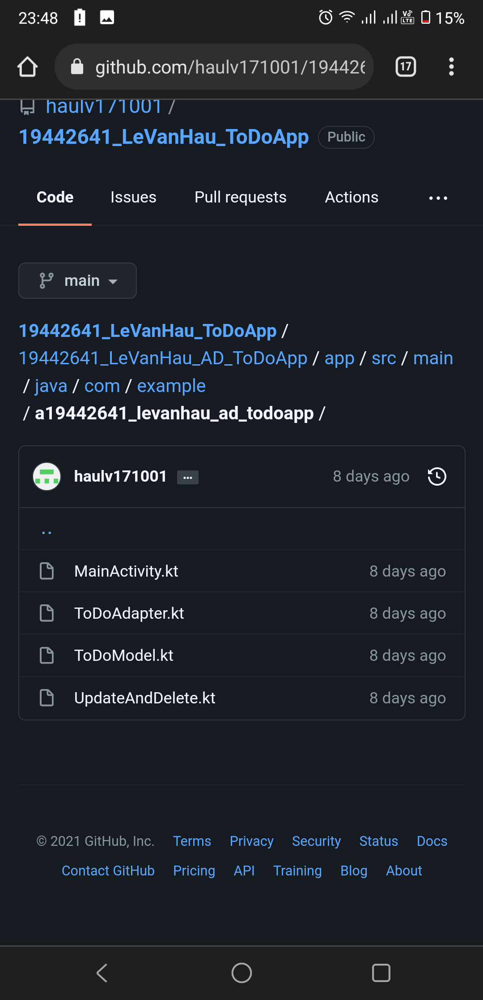 23:48 Vo LTE 15%
github.com/haulv171001/194426 17
haulv171001 /
19442641_LeVanHau_ToDoApp Public
Code Issues Pull requests Actions ...
main
19442641_LeVanHau_ToDoApp /
19442641_LeVanHau_AD_ToDoApp / app / src / main
/ java / com / example
/ a19442641_levanhau_ad_todoapp /
haulv171001 ... 8 days ago
..
MainActivity.kt 8 days ago
ToDoAdapter.kt 8 days ago
ToDoModel.kt 8 days ago
UpdateAndDelete.kt 8 days ago
© 2021 GitHub, Inc. Terms Privacy Security Status Docs
Contact GitHub Pricing API Training Blog About